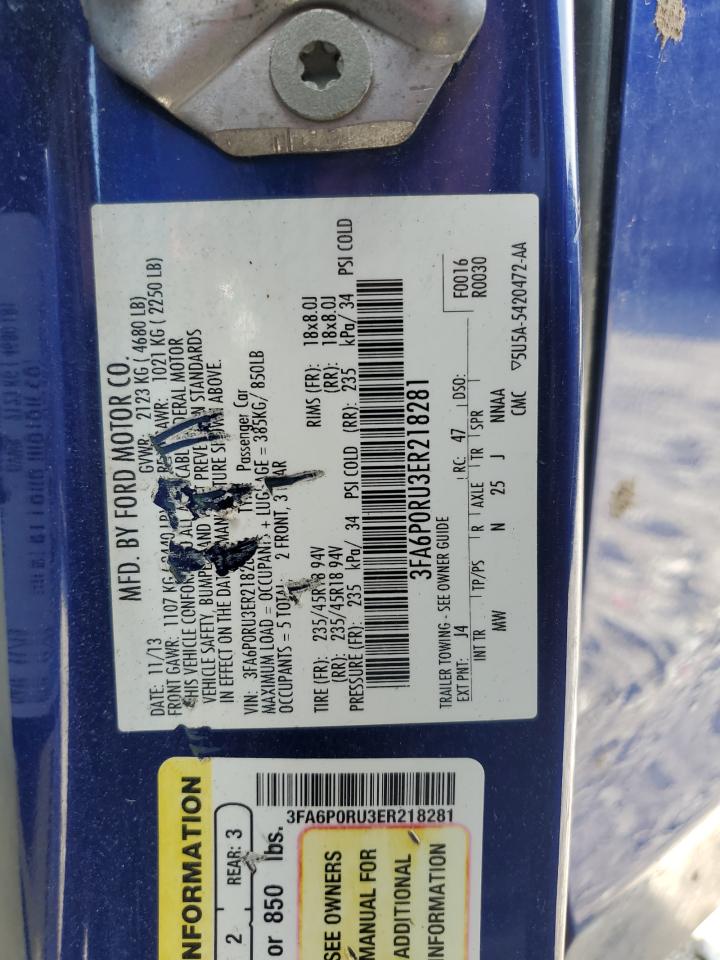 MFD. BY FORD MOTOR CO.
DATE: 11/13 GVWR: 2123 KG ( 4680 LB)
FRONT GAWR: 1107 KG 1021 KG ( 2250 LB)
THIS VEHICLE ALL FEDERAL MOTOR
VEHICLE SAFETY, AND STANDARDS
IN EFFECT ON THE ABOVE.
VIN: 3FA6P0RU3ER218281 Passenger Car
MAXIMUM LOAD = OCCUPANTS + LUGGAGE = 385KG/ 850LB
OCCUPANTS = 5 TOTAL 2 FRONT, 3 REAR
TIRE (FR): 235/45R18 94V RIMS (FR): 18x8.0J
(RR): 235/45R18 94V (RR): 18x8.0J
PRESSURE (FR): 235 kPa/ 34 PSI COLD (RR): 235 kPa/ 34 PSI COLD
3FA6P0RU3ER218281
TRAILER TOWING - SEE OWNER GUIDE F0016
EXT PNT: J4 RC: 47 DSO: R0030
INT TR TP/PS R AXLE TR SPR
MW N 25 J NNAA
CMC ▽5U5A-5420472-AA
NFORMATION
2 REAR: 3
or 850 lbs.
3FA6P0RU3ER218281
SEE OWNERS
MANUAL FOR
ADDITIONAL
INFORMATION